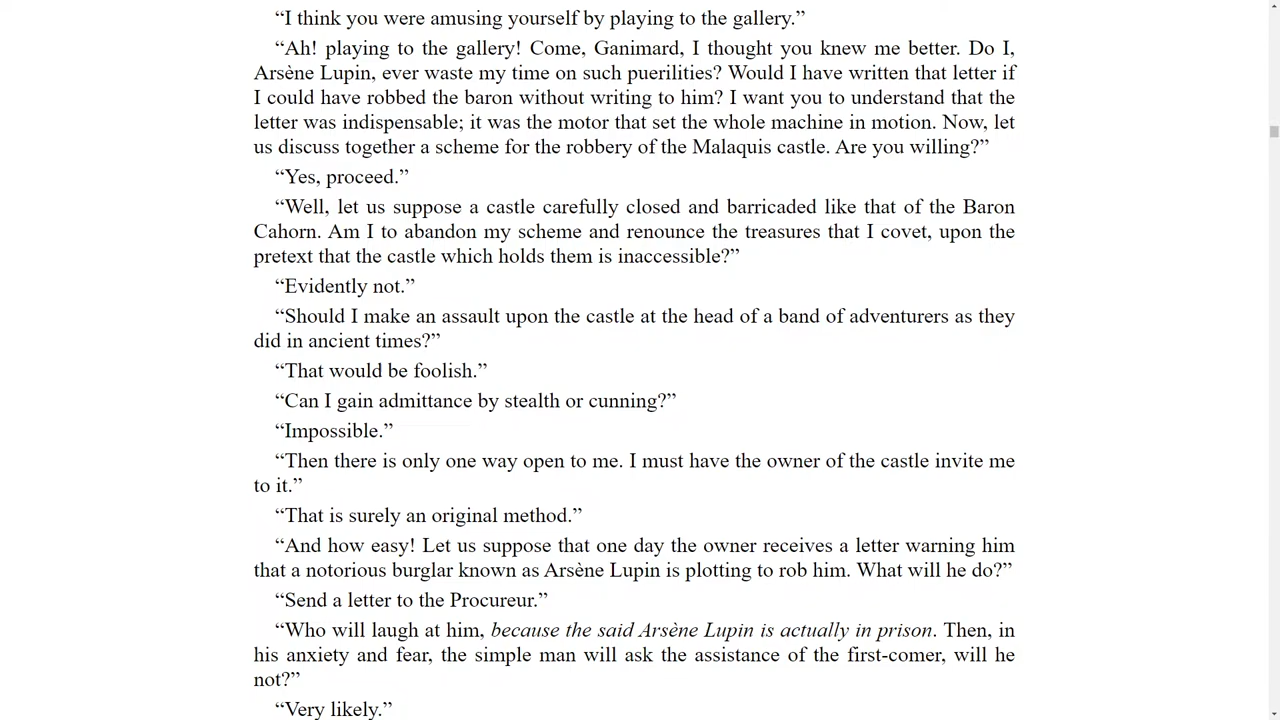 “I think you were amusing yourself by playing to the gallery.”
“Ah! playing to the gallery! Come, Ganimard, I thought you knew me better. Do I,
Arsène Lupin, ever waste my time on such puerilities? Would I have written that letter if
I could have robbed the baron without writing to him? I want you to understand that the
letter was indispensable; it was the motor that set the whole machine in motion. Now, let
us discuss together a scheme for the robbery of the Malaquis castle. Are you willing?”
“Yes, proceed.”
“Well, let us suppose a castle carefully closed and barricaded like that of the Baron
Cahorn. Am I to abandon my scheme and renounce the treasures that I covet, upon the
pretext that the castle which holds them is inaccessible?”
“Evidently not.”
“Should I make an assault upon the castle at the head of a band of adventurers as they
did in ancient times?”
“That would be foolish.”
“Can I gain admittance by stealth or cunning?”
“Impossible.”
“Then there is only one way open to me. I must have the owner of the castle invite me
to it.”
“That is surely an original method.”
“And how easy! Let us suppose that one day the owner receives a letter warning him
that a notorious burglar known as Arsène Lupin is plotting to rob him. What will he do?”
“Send a letter to the Procureur.”
“Who will laugh at him, because the said Arsène Lupin is actually in prison. Then, in
his anxiety and fear, the simple man will ask the assistance of the first-comer, will he
not?”
“Very likely.”